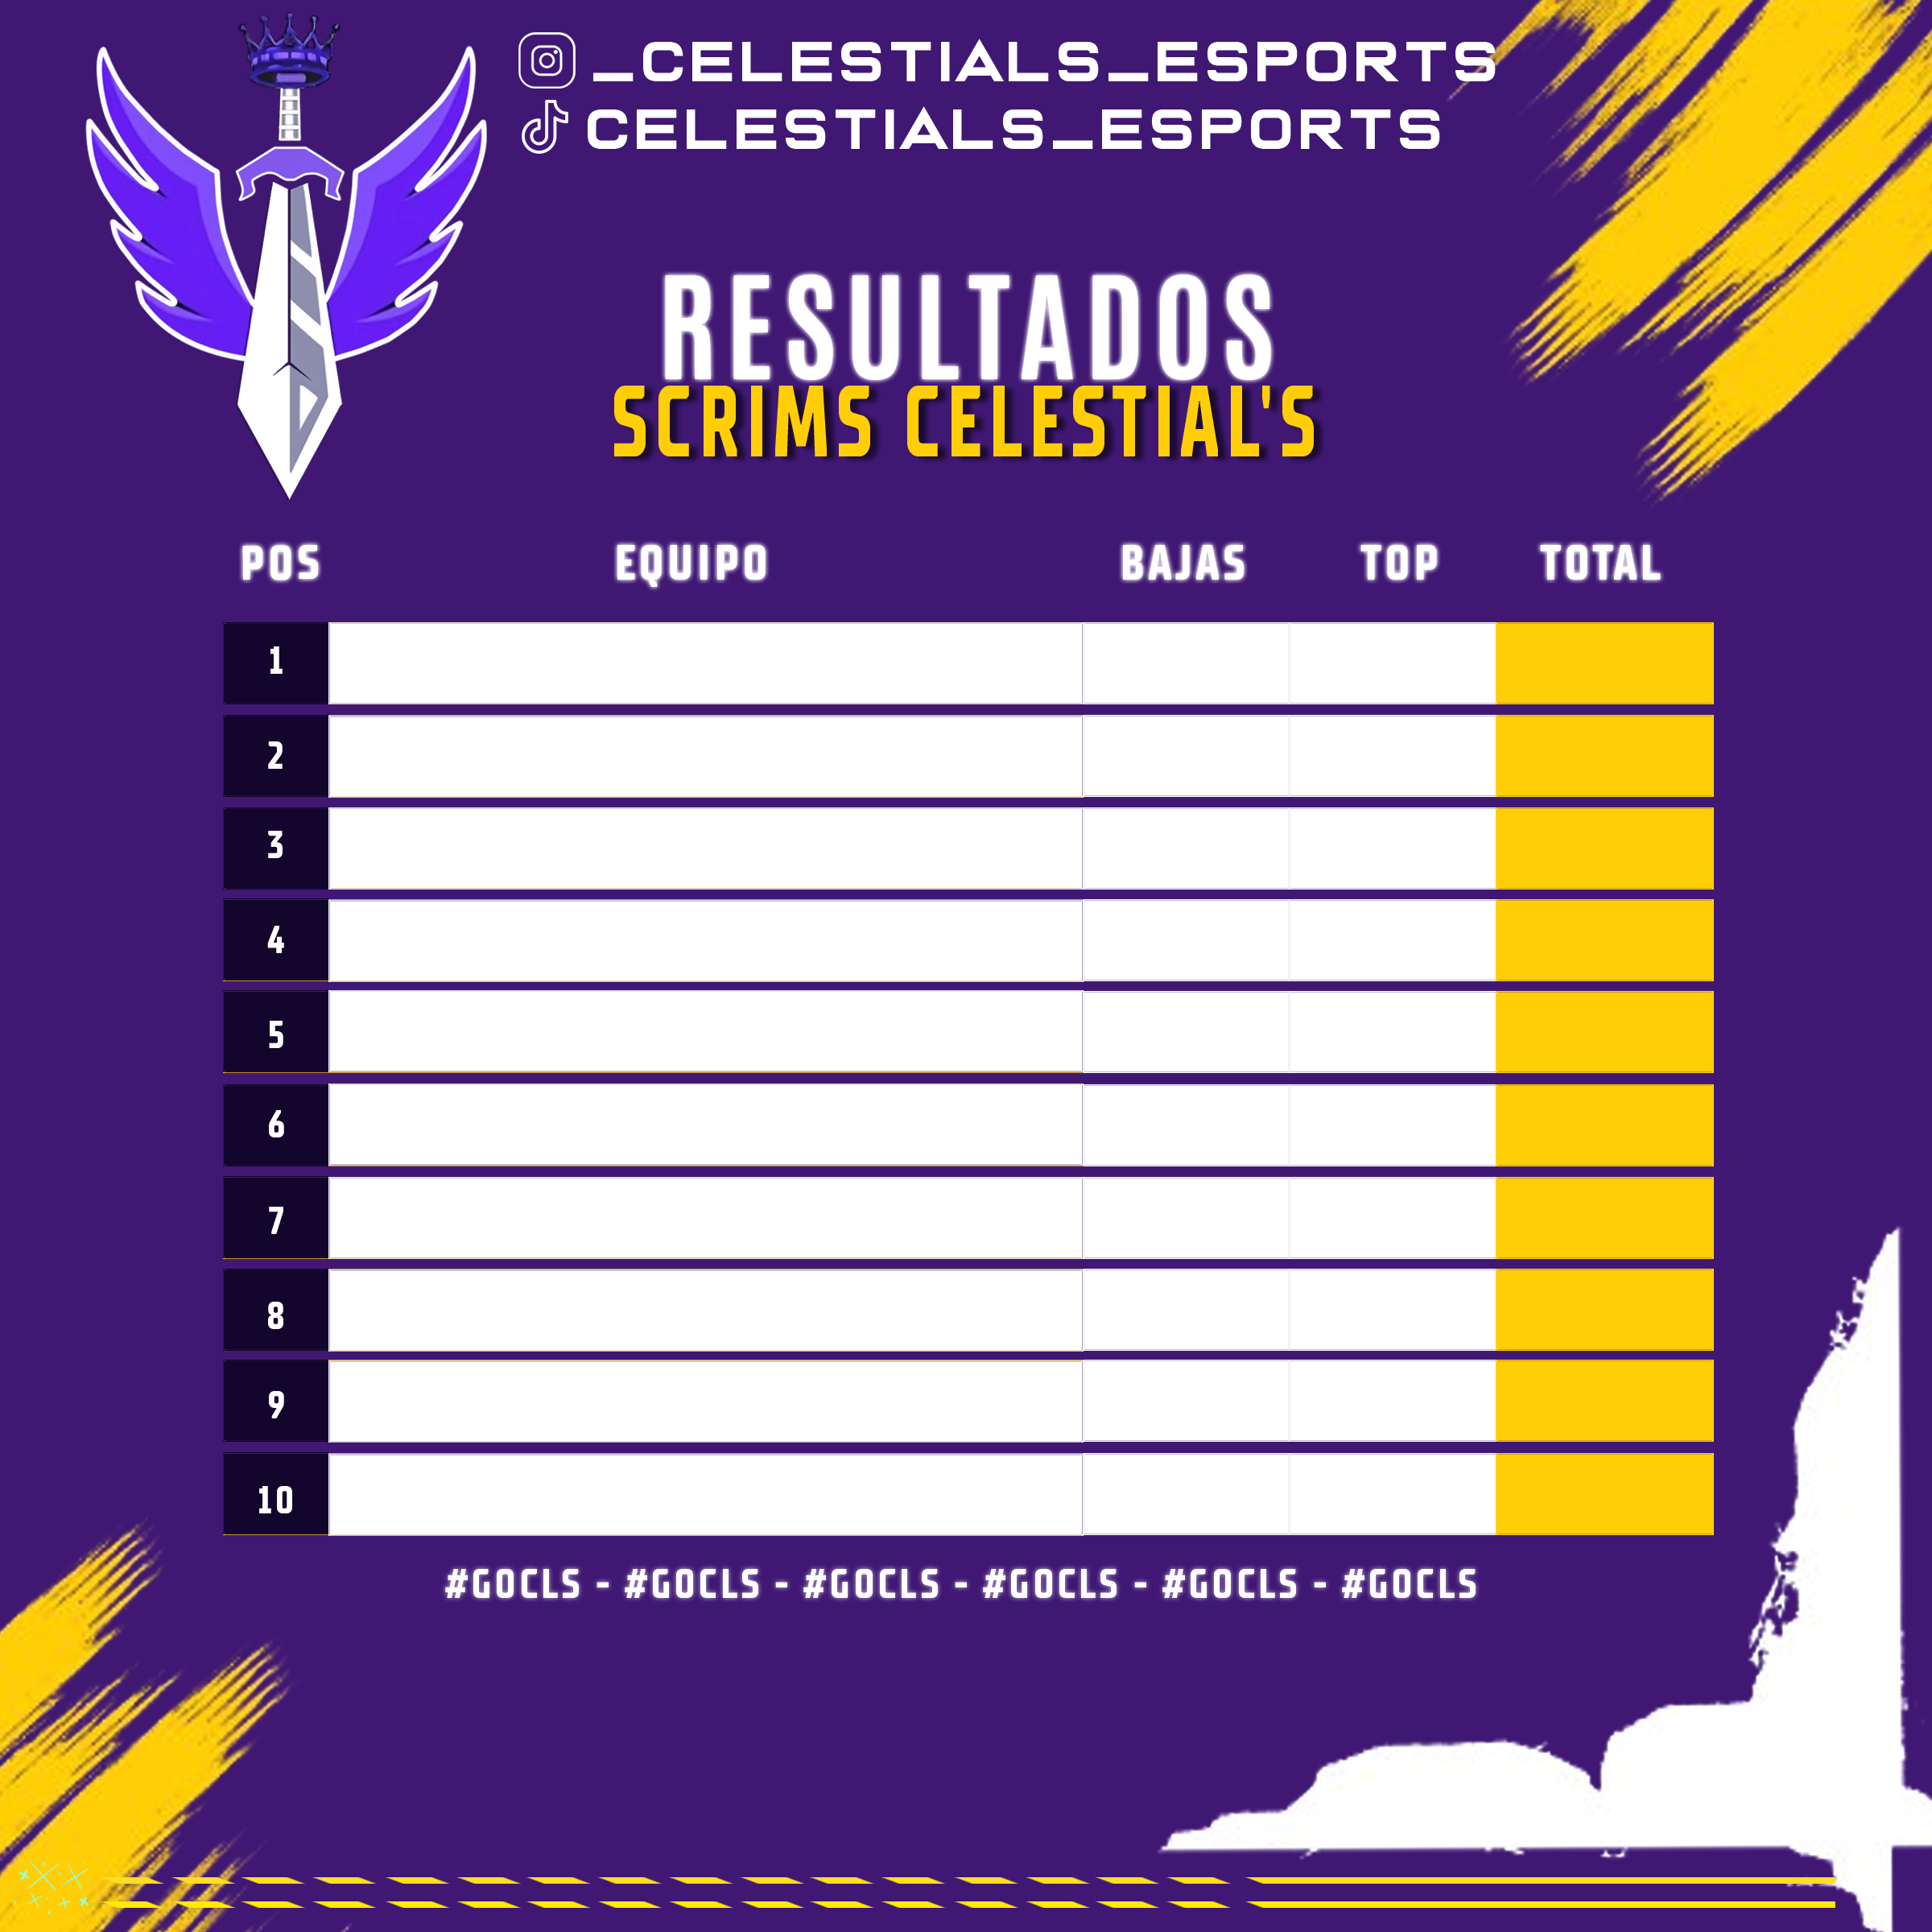 _CELESTIALS_ESPORTS
CELESTIALS_ESPORTS
RESULTADOS
SCRIMS CELESTIAL'S
POS EQUIPO BAJAS TOP TOTAL
1
2
3
4
5
6
7
8
9
10
#GOCLS - #GOCLS - #GOCLS - #GOCLS - #GOCLS - #GOCLS